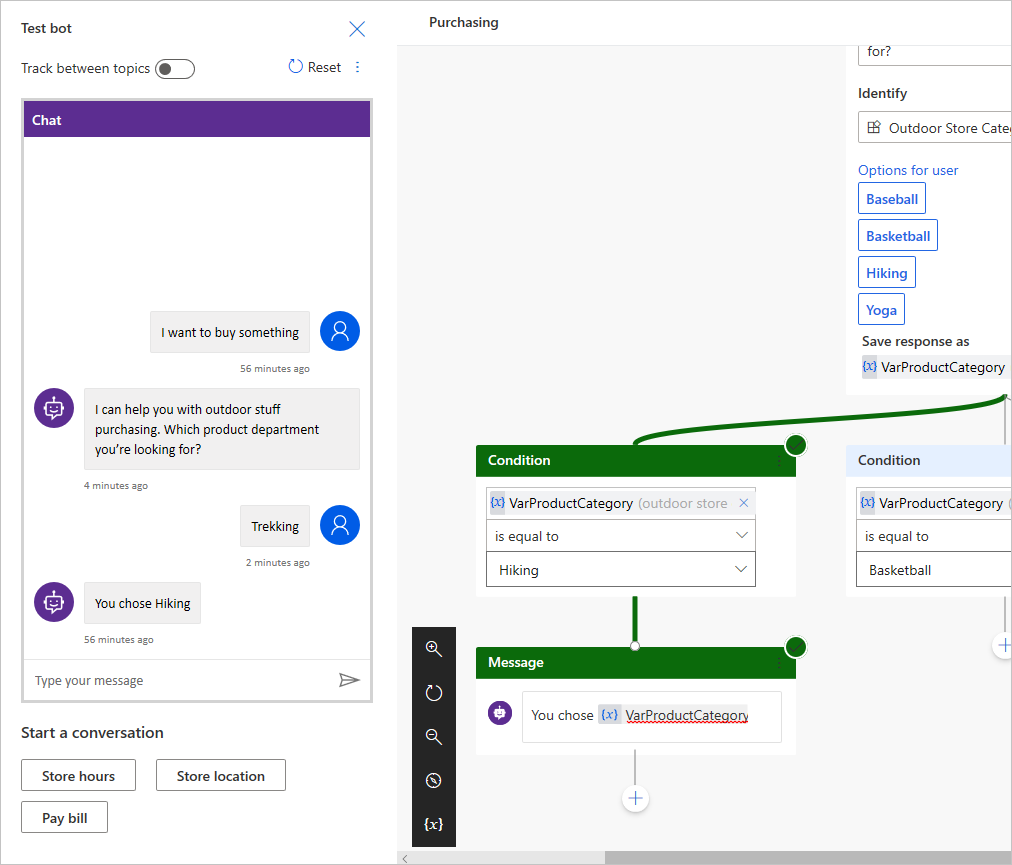 Test bot
Track between topics
Reset
Chat
I want to buy something
56 minutes ago
I can help you with outdoor stuff
purchasing. Which product department
you’re looking for?
4 minutes ago
Trekking
2 minutes ago
You chose Hiking
56 minutes ago
Type your message
Start a conversation
Store hours
Store location
Pay bill
Purchasing
for?
Identify
Outdoor Store Cate
Options for user
Baseball
Basketball
Hiking
Yoga
Save response as
{x} VarProductCategory
Condition
{x} VarProductCategory (outdoor store
is equal to
Hiking
Message
You chose {x} VarProductCategory
Condition
{x} VarProductCategory (
is equal to
Basketball
{x}